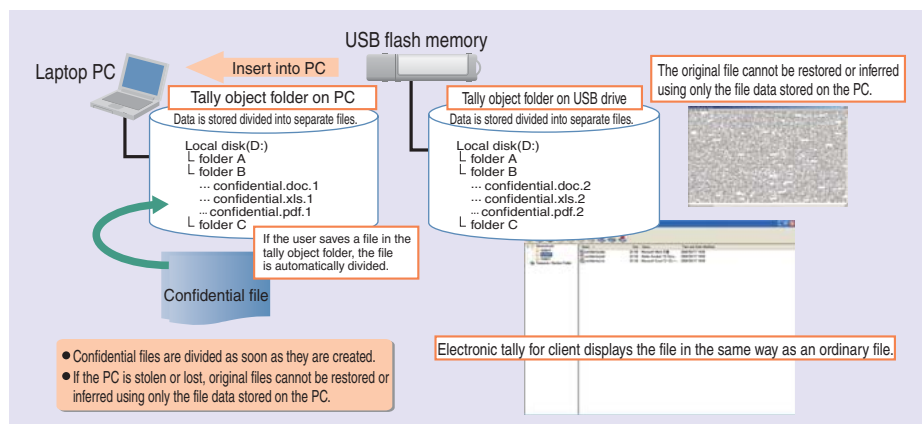 USB flash memory
Laptop PC
Insert into PC
The original file cannot be restored or inferred
using only the file data stored on the PC.
Tally object folder on PC
Data is stored divided into separate files.
Local disk(D:)
└ folder A
└ folder B
··· confidential.doc.1
··· confidential.xls.1
··· confidential.pdf.1
└ folder C
Tally object folder on USB drive
Data is stored divided into separate files.
Local disk(D:)
└ folder A
└ folder B
··· confidential.doc.2
··· confidential.xls.2
··· confidential.pdf.2
└ folder C
If the user saves a file in the
tally object folder, the file
is automatically divided.
Confidential file
Electronic tally for client displays the file in the same way as an ordinary file.
● Confidential files are divided as soon as they are created.
● If the PC is stolen or lost, original files cannot be restored or
inferred using only the file data stored on the PC.